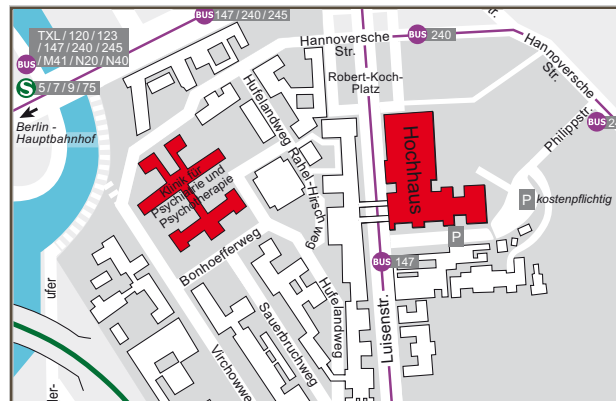 BUS 147 / 240 / 245
TXL / 120 / 123
/ 147 / 240 / 245
BUS
/ M41 / N20 / N40
S 5 / 7 / 9 / 75
Berlin -
Hauptbahnhof
Hannoversche
Str.
BUS 240
Hannoversche
Str.
Robert-Koch-
Platz
Philippstr.
BUS
Hufelandweg
Rahel-Hirsch weg
Klinik für
Psychiatrie und
Psychotherapie
Hochhaus
P kostenpflichtig
P
BUS 147
Bonhoefferweg
Sauerbruchweg
Hufelandweg
Luisenstr.
Virchowweg
ufer